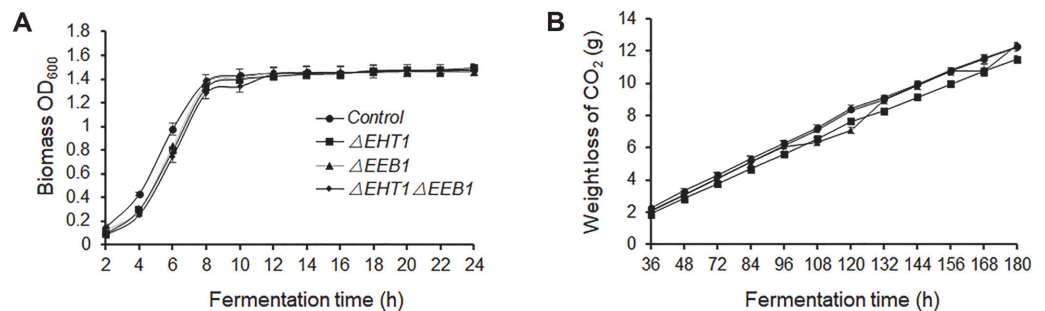 A
Biomass OD600
1.8
1.6
1.4
1.2
1
0.8
0.6
0.4
0.2
0
2 4 6 8 10 12 14 16 18 20 22 24
Fermentation time (h)
Control
ΔEHT1
ΔEEB1
ΔEHT1ΔEEB1
B
Weight loss of CO2 (g)
14
12
10
8
6
4
2
0
36 48 72 84 96 108 120 132 144 156 168 180
Fermentation time (h)